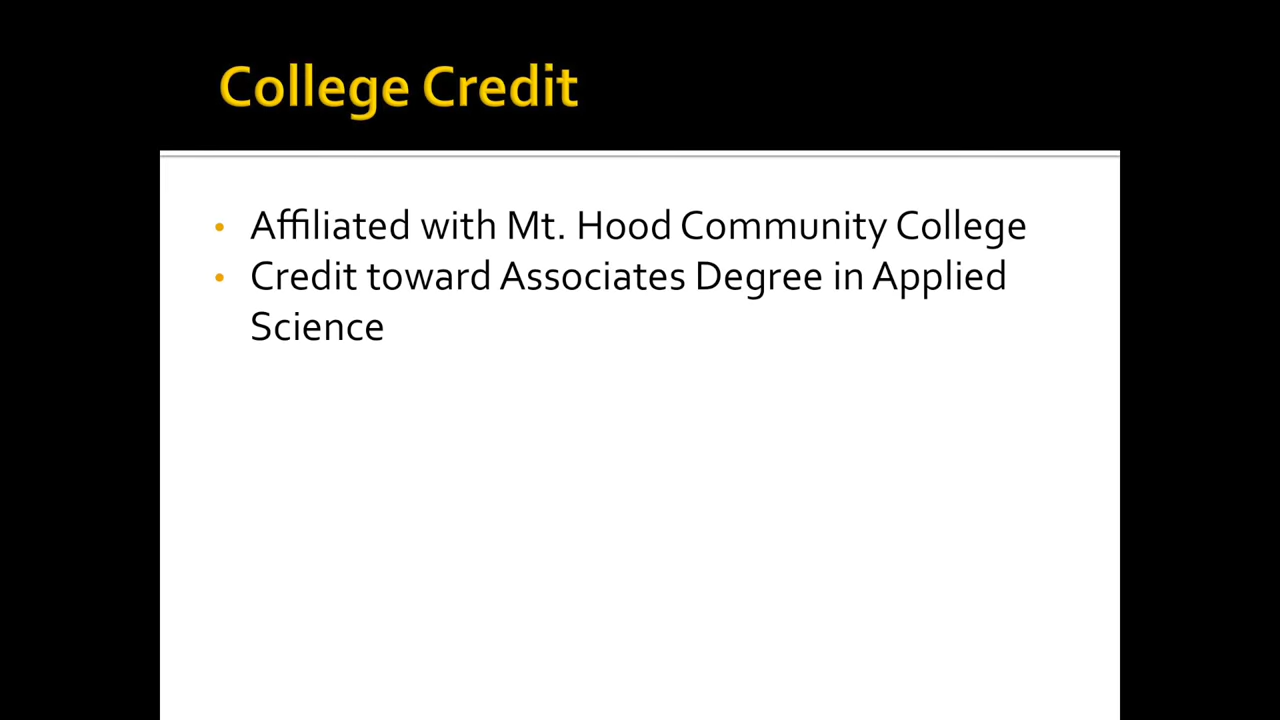 College Credit
• Affiliated with Mt. Hood Community College
• Credit toward Associates Degree in Applied
Science